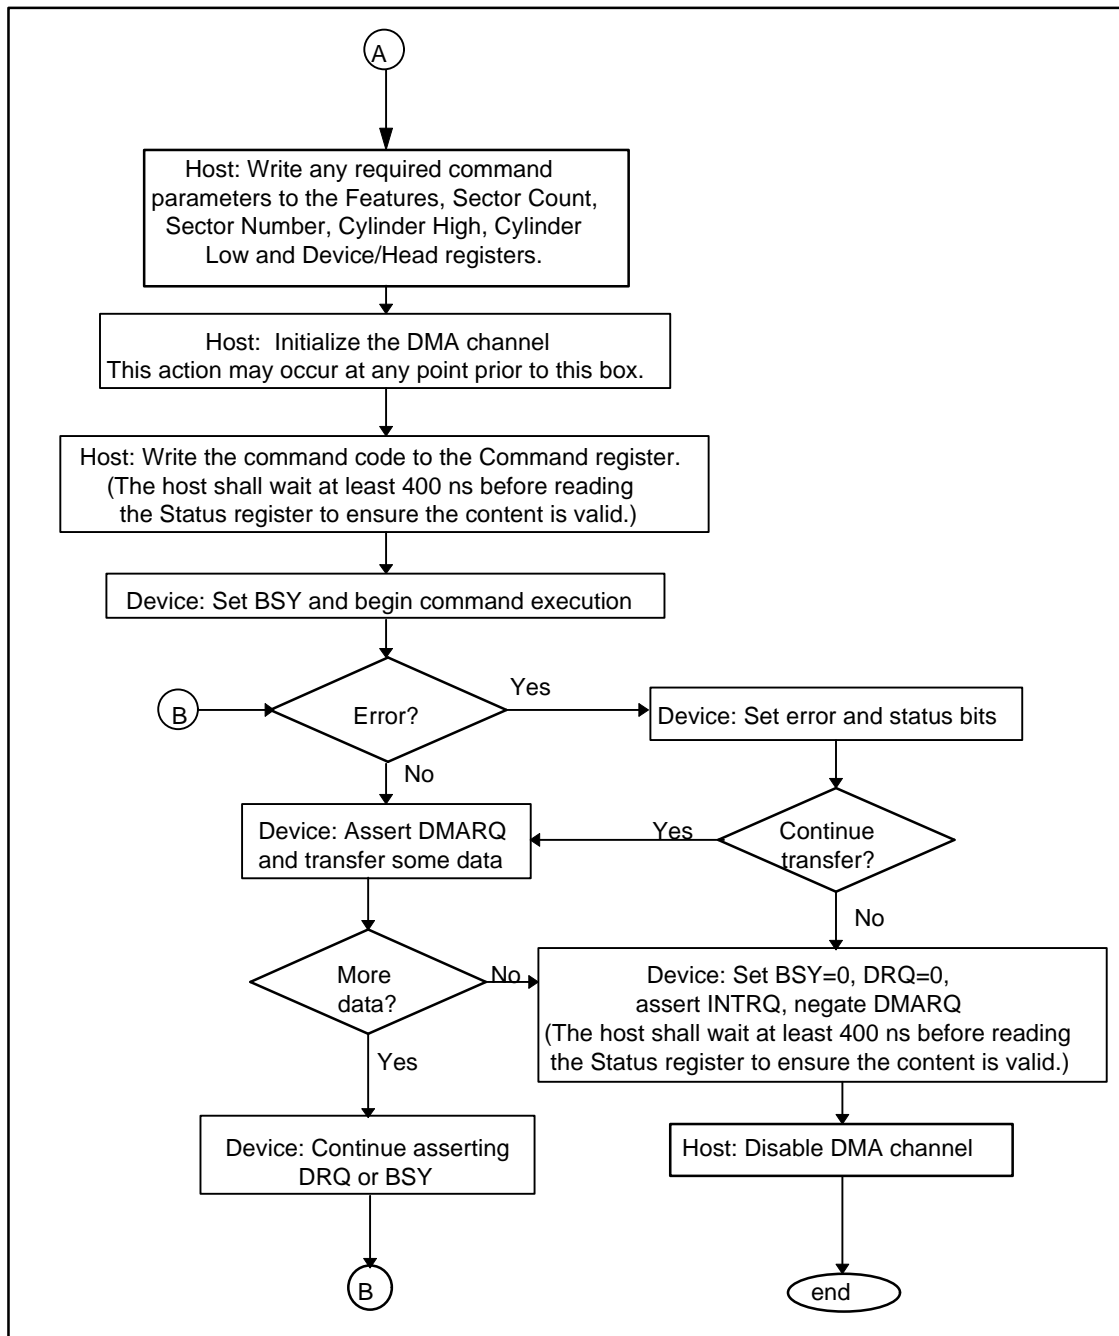 A
Host: Write any required command
parameters to the Features, Sector Count,
Sector Number, Cylinder High, Cylinder
Low and Device/Head registers.
Host: Initialize the DMA channel
This action may occur at any point prior to this box.
Host: Write the command code to the Command register.
(The host shall wait at least 400 ns before reading
the Status register to ensure the content is valid.)
Device: Set BSY and begin command execution
B
Error?
Yes
Device: Set error and status bits
No
Device: Assert DMARQ
and transfer some data
Yes
Continue
transfer?
No
More
data?
No
Device: Set BSY=0, DRQ=0,
assert INTRQ, negate DMARQ
(The host shall wait at least 400 ns before reading
the Status register to ensure the content is valid.)
Yes
Device: Continue asserting
DRQ or BSY
Host: Disable DMA channel
B
end